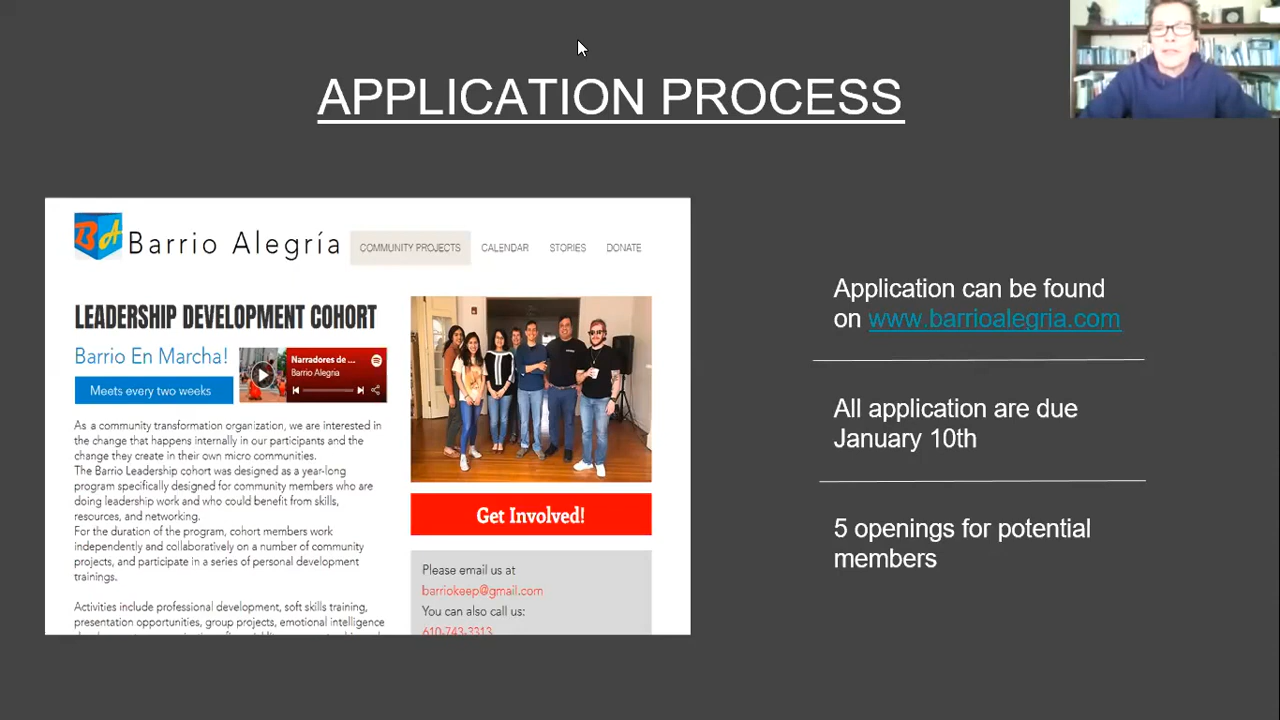 APPLICATION PROCESS
BA Barrio Alegría
COMMUNITY PROJECTS CALENDAR STORIES DONATE
LEADERSHIP DEVELOPMENT COHORT
Barrio En Marcha!
Meets every two weeks
Narradores de ...
Barrio Alegria
As a community transformation organization, we are interested in
the change that happens internally in our participants and the
change they create in their own micro communities.
The Barrio Leadership cohort was designed as a year-long
program specifically designed for community members who are
doing leadership work and who could benefit from skills,
resources, and networking.
For the duration of the program, cohort members work
independently and collaboratively on a number of community
projects, and participate in a series of personal development
trainings.
Activities include professional development, soft skills training,
presentation opportunities, group projects, emotional intelligence
Get Involved!
Please email us at
barriokeep@gmail.com
You can also call us:
610-743-3313
Application can be found
on www.barrioalegria.com
All application are due
January 10th
5 openings for potential
members